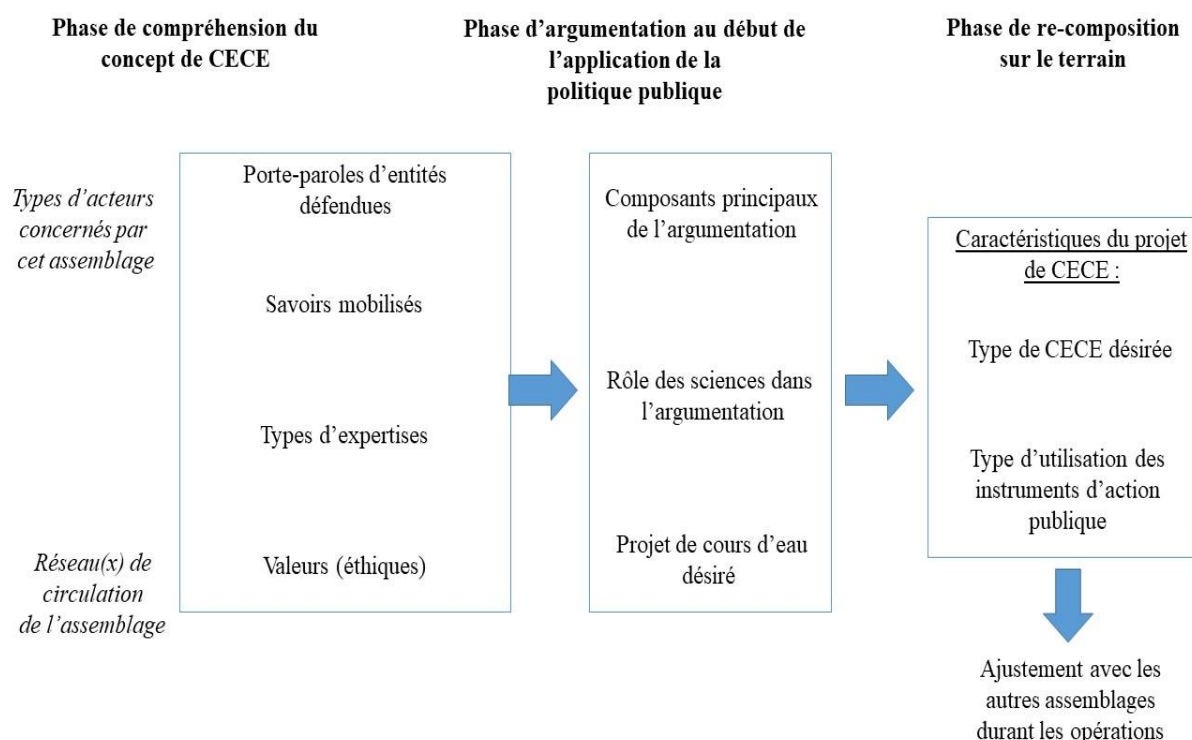 Phase de compréhension du
concept de CECE
Phase d’argumentation au début de
l’application de la
politique publique
Phase de re-composition
sur le terrain
Types d’acteurs
concernés par
cet assemblage
Réseau(x) de
circulation
de l’assemblage
Porte-paroles d’entités
défendues
Savoirs mobilisés
Types d’expertises
Valeurs (éthiques)
Composants principaux
de l’argumentation
Rôle des sciences dans
l’argumentation
Projet de cours d’eau
désiré
Caractéristiques du projet
de CECE :
Type de CECE désirée
Type d’utilisation des
instruments d’action
publique
Ajustement avec les
autres assemblages
durant les opérations